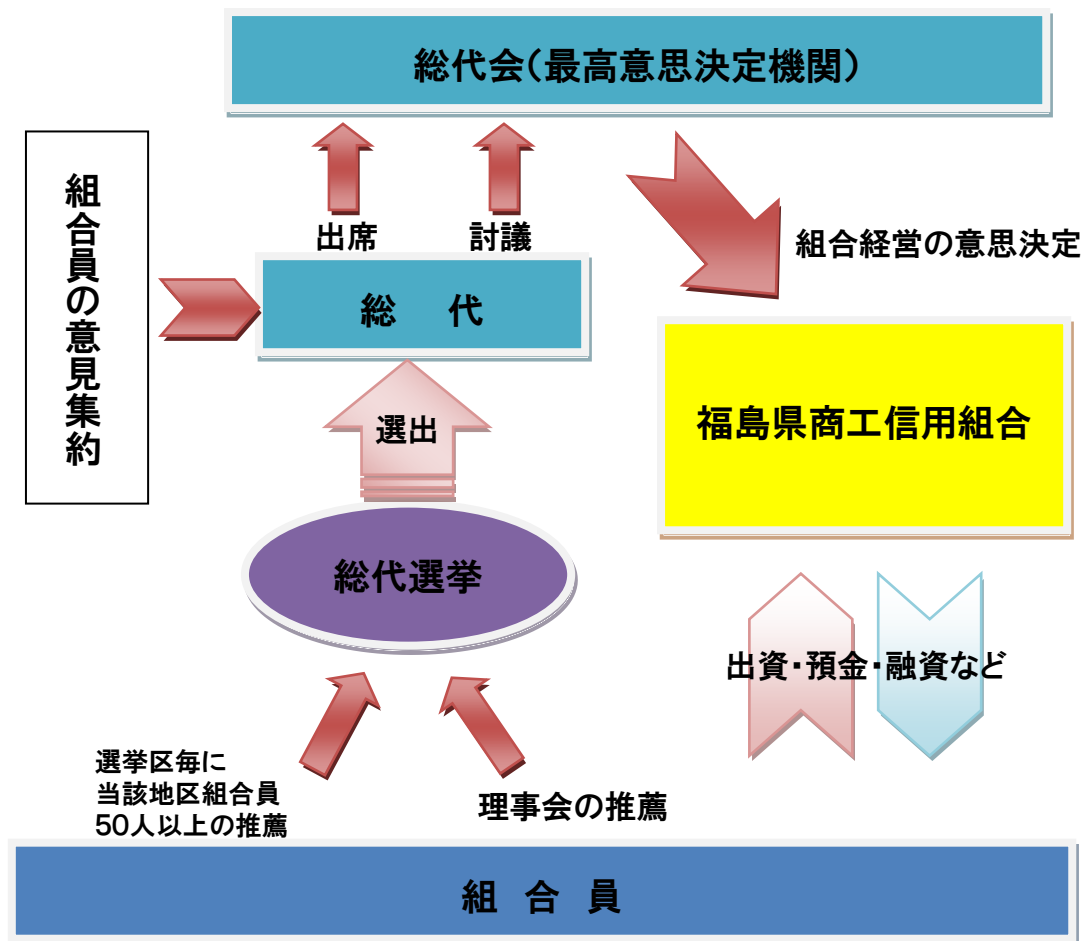 総代会（最高意思決定機関）
組合員の意見集約
出席
討議
組合経営の意思決定
総　代
福島県商工信用組合
選出
総代選挙
出資・預金・融資など
選挙区毎に
当該地区組合員
50人以上の推薦
理事会の推薦
組　合　員